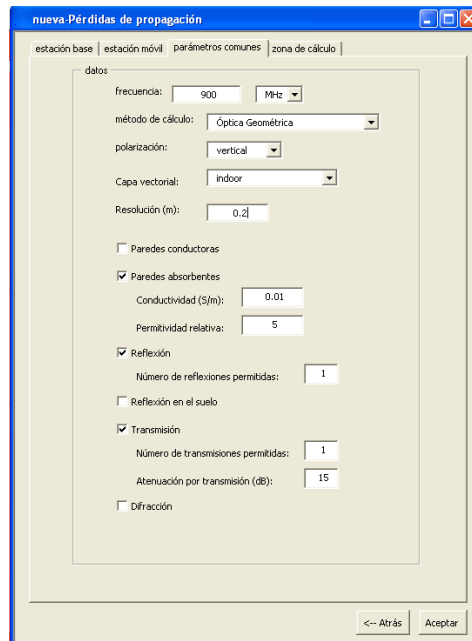 nueva-Pérdidas de propagación
estación base estación móvil parámetros comunes zona de cálculo
datos
frecuencia: 900 MHz
método de cálculo: Óptica Geométrica
polarización: vertical
Capa vectorial: indoor
Resolución (m): 0.2
Paredes conductoras
Paredes absorbentes
Conductividad (S/m): 0.01
Permitividad relativa: 5
Reflexión
Número de reflexiones permitidas: 1
Reflexión en el suelo
Transmisión
Número de transmisiones permitidas: 1
Atenuación por transmisión (dB): 15
Difracción
<-- Atrás Aceptar